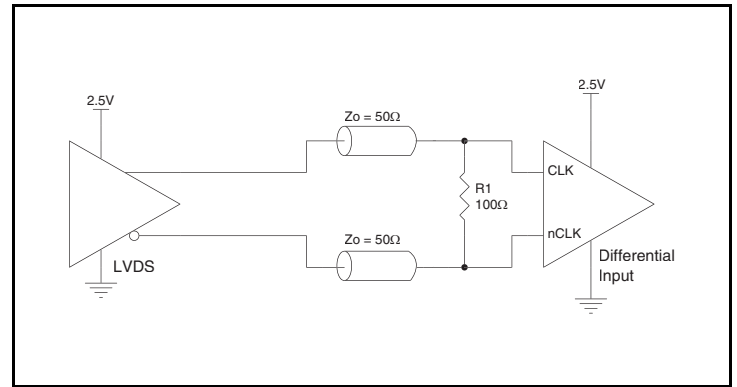 2.5V
2.5V
Zo = 50Ω
CLK
R1
100Ω
nCLK
Zo = 50Ω
LVDS
Differential
Input